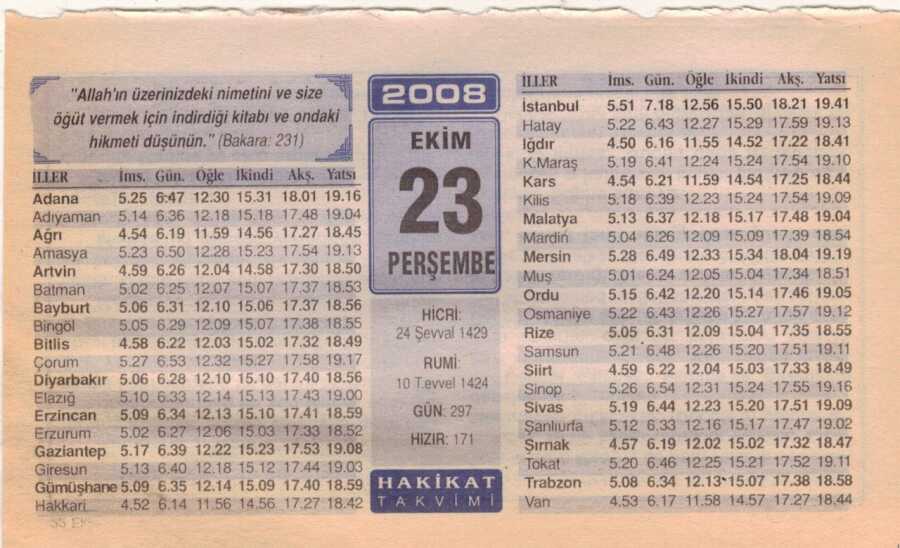 "Allah'ın üzerinizdeki nimetini ve size
öğüt vermek için indirdiği kitabı ve ondaki
hikmeti düşünün." (Bakara: 231)
İLLER İms. Gün. Öğle İkindi Akş. Yatsı
Adana 5.25 6:47 12.30 15.31 18.01 19.16
Adıyaman 5.14 6.36 12.18 15.18 17.48 19.04
Ağrı 4.54 6.19 11.59 14.56 17.27 18.45
Amasya 5.23 6.50 12.28 15.23 17.54 19.13
Artvin 4.59 6.26 12.04 14.58 17.30 18.50
Batman 5.02 6.25 12.07 15.07 17.37 18.53
Bayburt 5.06 6.31 12.10 15.06 17.37 18.56
Bingöl 5.05 6.29 12.09 15.07 17.38 18.55
Bitlis 4.58 6.22 12.03 15.02 17.32 18.49
Çorum 5.27 6.53 12.32 15.27 17.58 19.17
Diyarbakır 5.06 6.28 12.10 15.10 17.40 18.56
Elazığ 5.10 6.33 12.14 15.13 17.43 19.00
Erzincan 5.09 6.34 12.13 15.10 17.41 18.59
Erzurum 5.02 6.27 12.06 15.03 17.33 18.52
Gaziantep 5.17 6.39 12.22 15.23 17.53 19.08
Giresun 5.13 6.40 12.18 15.12 17.44 19.03
Gümüşhane 5.09 6.35 12.14 15.09 17.40 18.59
Hakkari 4.52 6.14 11.56 14.56 17.27 18.42
2008
EKİM
23
PERŞEMBE
HİCRİ:
24 Şevval 1429
RUMİ:
10 T.evvel 1424
GÜN: 297
HIZIR: 171
HAKİKAT
TAKVİMİ
İLLER İms. Gün. Öğle İkindi Akş. Yatsı
İstanbul 5.51 7.18 12.56 15.50 18.21 19.41
Hatay 5.22 6.43 12.27 15.29 17.59 19.13
Iğdır 4.50 6.16 11.55 14.52 17.22 18.41
K.Maraş 5.19 6.41 12.24 15.24 17.54 19.10
Kars 4.54 6.21 11.59 14.54 17.25 18.44
Kilis 5.18 6.39 12.23 15.24 17.54 19.09
Malatya 5.13 6.37 12.18 15.17 17.48 19.04
Mardin 5.04 6.26 12.09 15.09 17.39 18.54
Mersin 5.28 6.49 12.33 15.34 18.04 19.19
Muş 5.01 6.24 12.05 15.04 17.34 18.51
Ordu 5.15 6.42 12.20 15.14 17.46 19.05
Osmaniye 5.22 6.43 12.26 15.27 17.57 19.12
Rize 5.05 6.31 12.09 15.04 17.35 18.55
Samsun 5.21 6.48 12.26 15.20 17.51 19.11
Siirt 4.59 6.22 12.04 15.03 17.33 18.49
Sinop 5.26 6.54 12.31 15.24 17.55 19.16
Sivas 5.19 6.44 12.23 15.20 17.51 19.09
Şanlıurfa 5.12 6.33 12.16 15.17 17.47 19.02
Şırnak 4.57 6.19 12.02 15.02 17.32 18.47
Tokat 5.20 6.46 12.25 15.21 17.52 19.11
Trabzon 5.08 6.34 12.13 15.07 17.38 18.58
Van 4.53 6.17 11.58 14.57 17.27 18.44